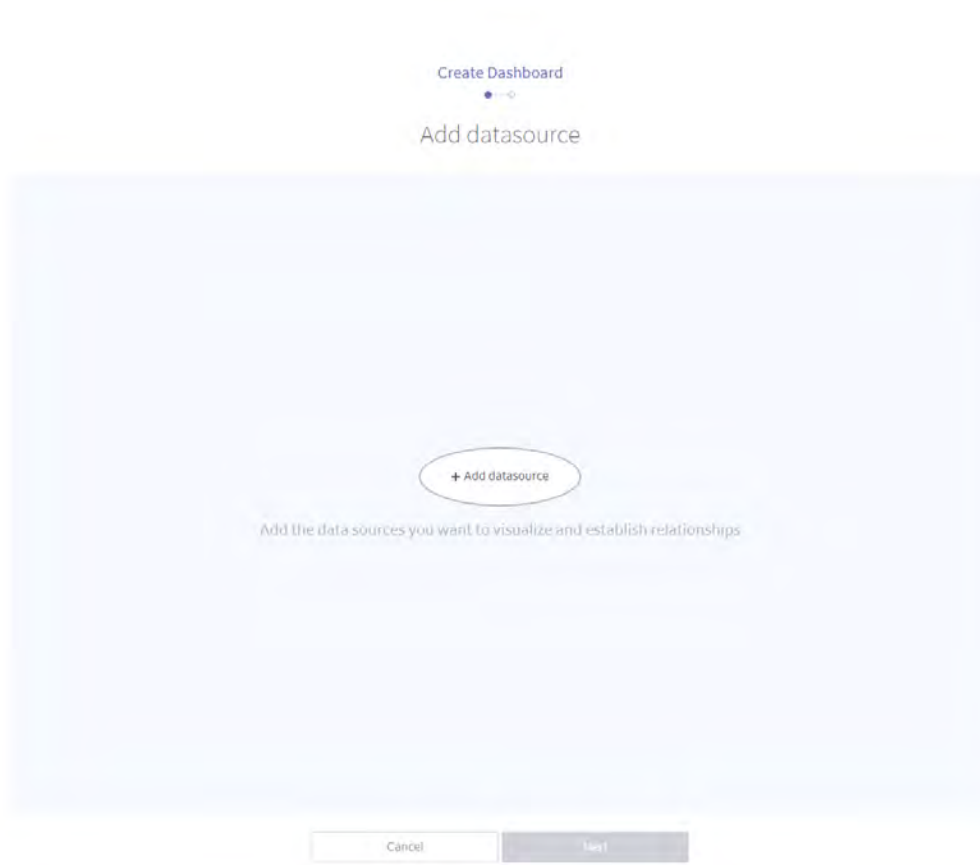 Create Dashboard
Add datasource
+ Add datasource
Add the data sources you want to visualize and establish relationships
Cancel
Next